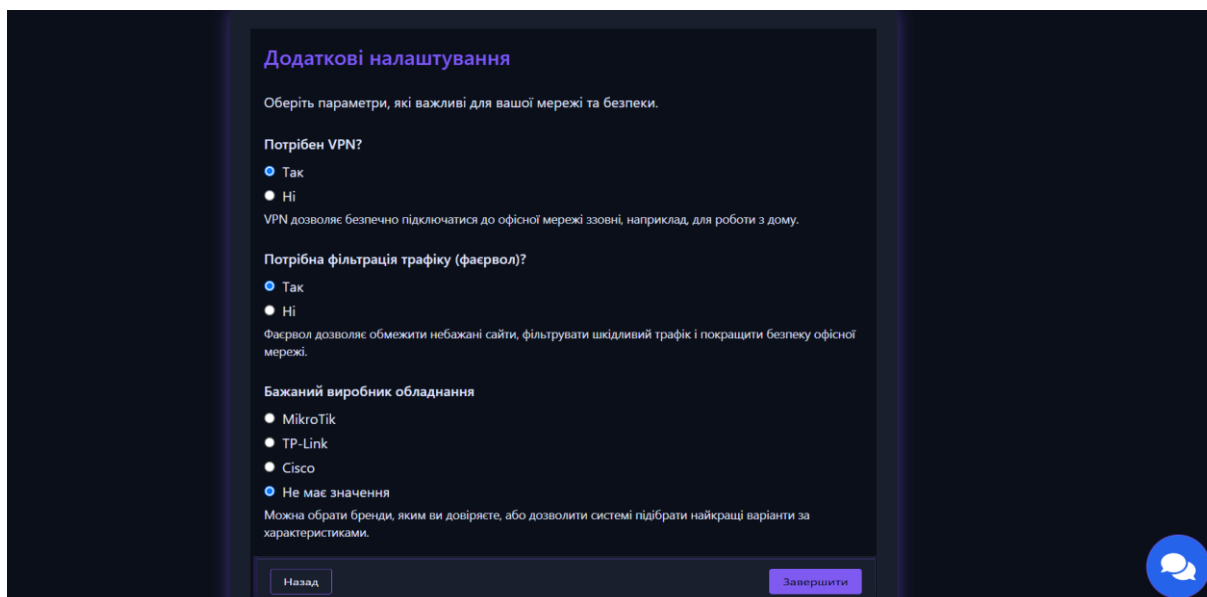 Додаткові налаштування
Оберіть параметри, які важливі для вашої мережі та безпеки.
Потрібен VPN?
Так
Ні
VPN дозволяє безпечно підключатися до офісної мережі ззовні, наприклад, для роботи з дому.
Потрібна фільтрація трафіку (фаєрвол)?
Так
Ні
Фаєрвол дозволяє обмежити небажані сайти, фільтрувати шкідливий трафік і покращити безпеку офісної
мережі.
Бажаний виробник обладнання
MikroTik
TP-Link
Cisco
Не має значення
Можна обрати бренди, яким ви довіряєте, або дозволити системі підібрати найкращі варіанти за
характеристиками.
Назад
Завершити